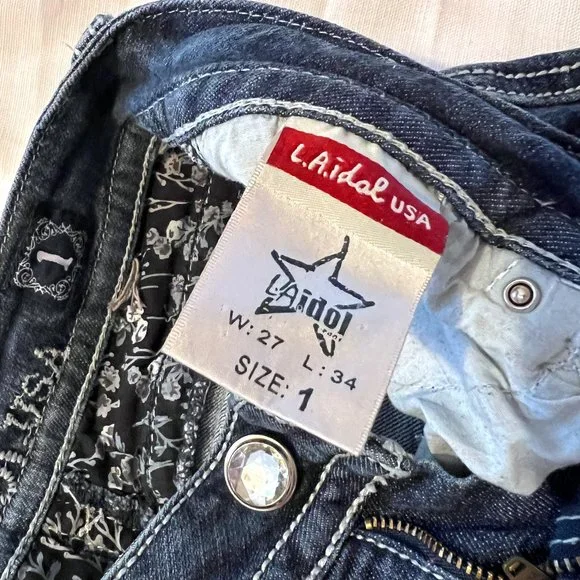 L.A.idol USA
L.A.idol
W: 27 L: 34
SIZE: 1
1